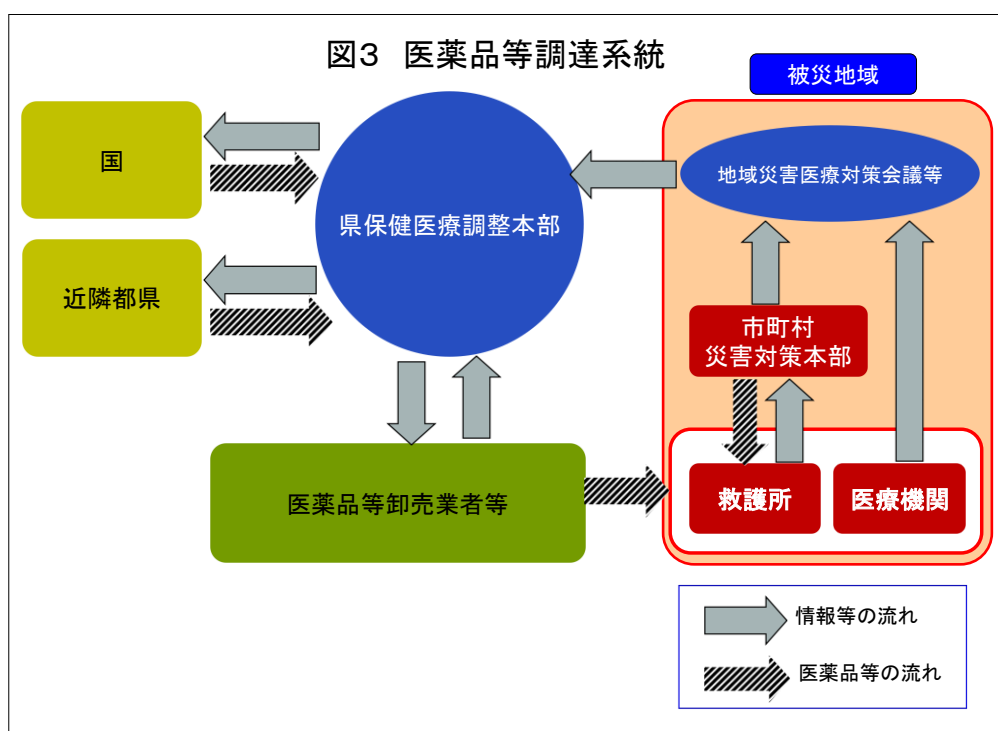 図3 医薬品等調達系統
被災地域
国
近隣都県
県保健医療調整本部
地域災害医療対策会議等
市町村
災害対策本部
医薬品等卸売業者等
救護所
医療機関
情報等の流れ
医薬品等の流れ